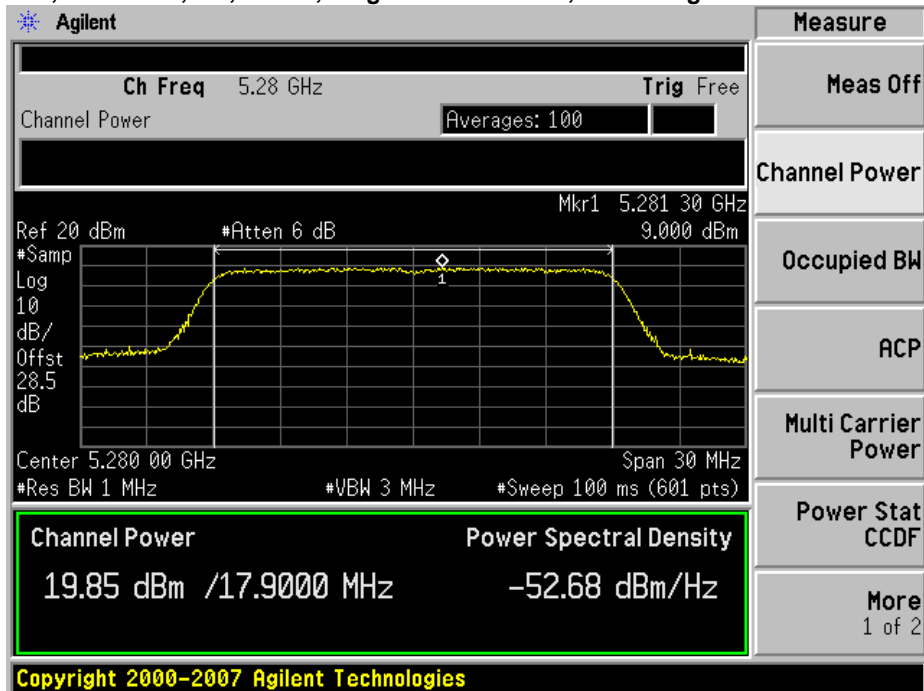 Agilent
Measure
Ch Freq 5.28 GHz
Trig Free
Channel Power
Averages: 100
Mkr1 5.281 30 GHz
Ref 20 dBm
#Atten 6 dB
9.000 dBm
#Samp
Log
10
dB/
Offst
28.5
dB
1
Center 5.280 00 GHz
Span 30 MHz
#Res BW 1 MHz
#VBW 3 MHz
#Sweep 100 ms (601 pts)
Channel Power
Power Spectral Density
19.85 dBm /17.9000 MHz
-52.68 dBm/Hz
Meas Off
Channel Power
Occupied BW
ACP
Multi Carrier
Power
Power Stat
CCDF
More
1 of 2
Copyright 2000-2007 Agilent Technologies